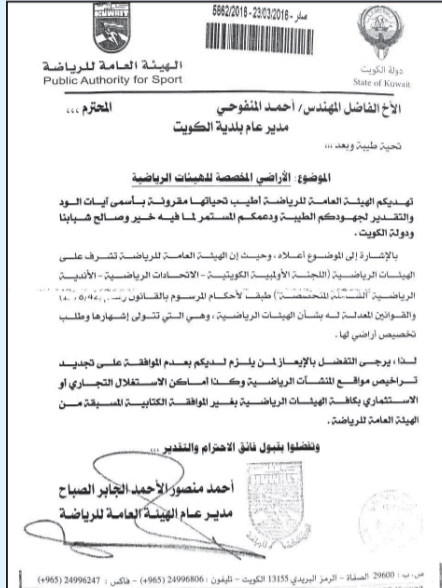 صادر - 23/03/2016 - 5862/2016
الهيئة العامة للرياضة
Public Authority for Sport
دولة الكويت
State of Kuwait
الأخ الفاضل المهندس/ أحمد المنفوحي المحترم ،،،
مدير عام بلدية الكويت
تحية طيبة وبعد ...
الموضوع: الأراضي المخصصة للهيئات الرياضية
تهديكم الهيئة العامة للرياضة أطيب تحياتها مقرونة بأسمى آيات الود
والتقدير لجهودكم الطيبة ودعمكم المستمر لما فيه خير وصالح شبابنا
ودولة الكويت .
بالإشارة إلى الموضوع أعلاه ، وحيث إن الهيئة العامة للرياضة تشرف على
الهيئات الرياضية (اللجنة الأولمبية الكويتية - الاتحادات الرياضية - الأندية
الرياضية "الشاملة المتخصصة") طبقاً لأحكام المرسوم بالقانون
والقوانين المعدلة له بشأن الهيئات الرياضية ، وهي التي تتولى إشهارها وطلب
تخصيص أراضي لها .
لذا ، يرجى التفضل بالإيعاز لمن يلزم لديكم بعدم الموافقة على تجديد
تراخيص مواقع المنشآت الرياضية وكذا أماكن الاستغلال التجاري أو
الاستثماري بكافة الهيئات الرياضية بغير الموافقة الكتابية المسبقة من
الهيئة العامة للرياضة .
وتفضلوا بقبول فائق الاحترام والتقدير ...
أحمد منصور الأحمد الجابر الصباح
مدير عام الهيئة العامة للرياضة
ص.ب : 29600 الصفاة - الرمز البريدي 13155 الكويت - تليفون : 24996806 (965+) - فاكس : 24996247 (965+)